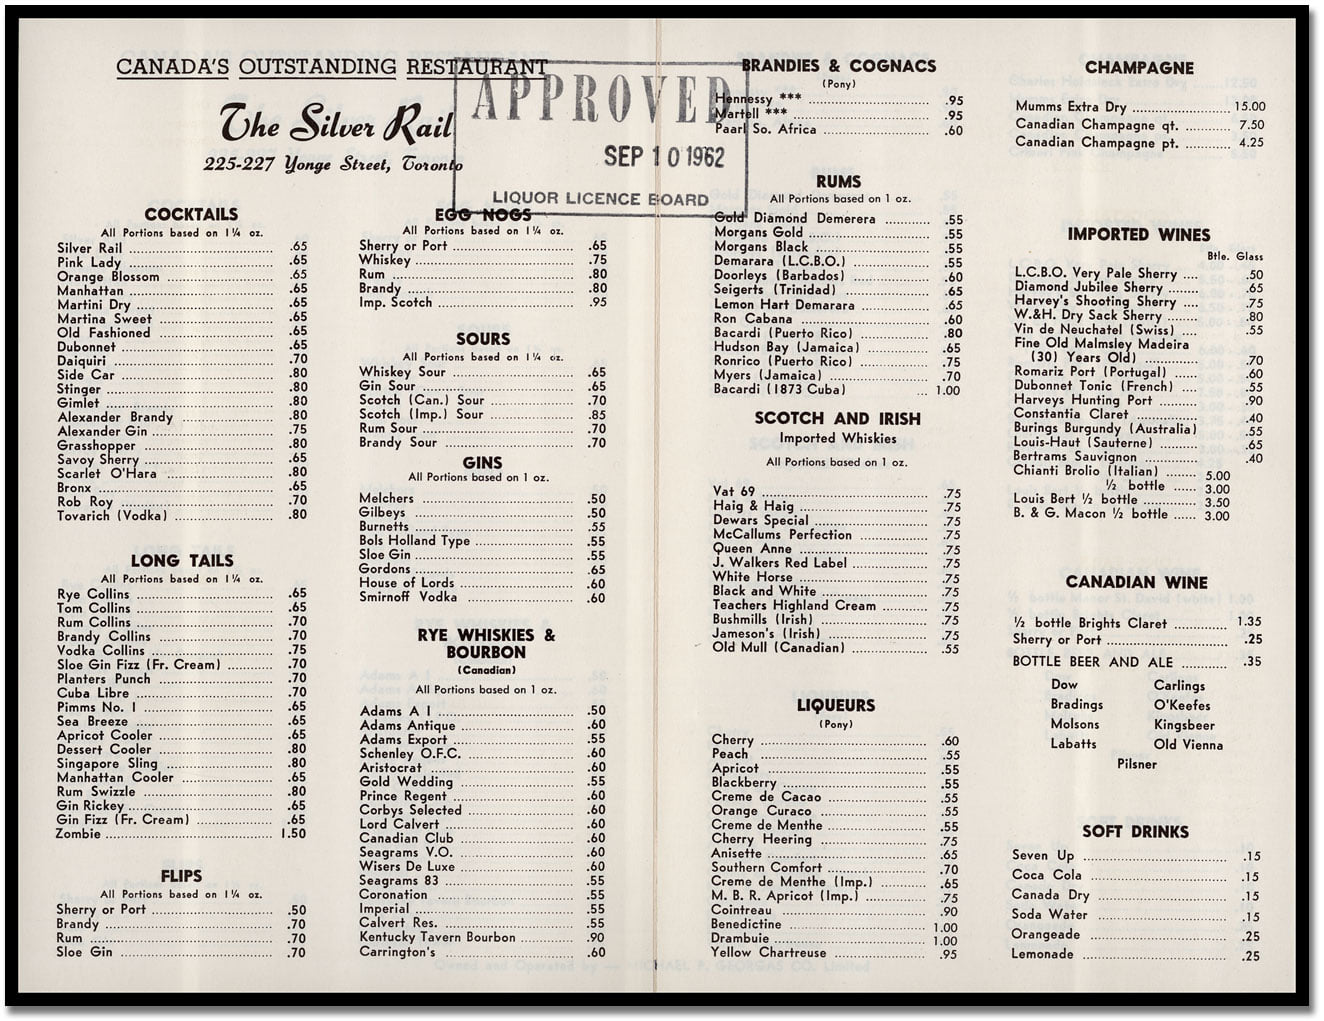 CANADA'S OUTSTANDING RESTAURANT
The Silver Rail
225-227 Yonge Street, Toronto
APPROVED
SEP 10 1962
LIQUOR LICENCE BOARD
COCKTAILS
All Portions based on 1¼ oz.
Silver Rail .65
Pink Lady .65
Orange Blossom .65
Manhattan .65
Martini Dry .65
Martina Sweet .65
Old Fashioned .65
Dubonnet .65
Daiquiri .70
Side Car .80
Stinger .80
Gimlet .80
Alexander Brandy .80
Alexander Gin .75
Grasshopper .80
Savoy Sherry .65
Scarlet O'Hara .80
Bronx .65
Rob Roy .70
Tovarich (Vodka) .80
LONG TAILS
All Portions based on 1¼ oz.
Rye Collins .65
Tom Collins .65
Rum Collins .70
Brandy Collins .70
Vodka Collins .75
Sloe Gin Fizz (Fr. Cream) .70
Planters Punch .70
Cuba Libre .70
Pimms No. 1 .65
Sea Breeze .65
Apricot Cooler .65
Dessert Cooler .80
Singapore Sling .80
Manhattan Cooler .65
Rum Swizzle .80
Gin Rickey .65
Gin Fizz (Fr. Cream) .65
Zombie 1.50
FLIPS
All Portions based on 1¼ oz.
Sherry or Port .50
Brandy .70
Rum .70
Sloe Gin .70
EGG NOGS
All Portions based on 1¼ oz.
Sherry or Port .65
Whiskey .75
Rum .80
Brandy .80
Imp. Scotch .95
SOURS
All Portions based on 1¼ oz.
Whiskey Sour .65
Gin Sour .65
Scotch (Can.) Sour .70
Scotch (Imp.) Sour .85
Rum Sour .70
Brandy Sour .70
GINS
All Portions based on 1 oz.
Melchers .50
Gilbeys .50
Burnetts .55
Bols Holland Type .55
Sloe Gin .55
Gordons .65
House of Lords .60
Smirnoff Vodka .60
RYE WHISKIES &
BOURBON
(Canadian)
All Portions based on 1 oz.
Adams A 1 .50
Adams Antique .60
Adams Export .55
Schenley O.F.C. .60
Aristocrat .60
Gold Wedding .55
Prince Regent .60
Corbys Selected .60
Lord Calvert .60
Canadian Club .60
Seagrams V.O. .60
Wisers De Luxe .60
Seagrams 83 .55
Coronation .55
Imperial .55
Calvert Res. .55
Kentucky Tavern Bourbon .90
Carrington's .60
BRANDIES & COGNACS
(Pony)
Hennessy *** .95
Martell *** .95
Paarl So. Africa .60
RUMS
All Portions based on 1 oz.
Gold Diamond Demerera .55
Morgans Gold .55
Morgans Black .55
Demarara (L.C.B.O.) .55
Doorleys (Barbados) .60
Seigerts (Trinidad) .65
Lemon Hart Demarara .65
Ron Cabana .60
Bacardi (Puerto Rico) .80
Hudson Bay (Jamaica) .65
Ronrico (Puerto Rico) .75
Myers (Jamaica) .70
Bacardi (1873 Cuba) 1.00
SCOTCH AND IRISH
Imported Whiskies
All Portions based on 1 oz.
Vat 69 .75
Haig & Haig .75
Dewars Special .75
McCallums Perfection .75
Queen Anne .75
J. Walkers Red Label .75
White Horse .75
Black and White .75
Teachers Highland Cream .75
Bushmills (Irish) .75
Jameson's (Irish) .75
Old Mull (Canadian) .55
LIQUEURS
(Pony)
Cherry .60
Peach .55
Apricot .55
Blackberry .55
Creme de Cacao .55
Orange Curaco .55
Creme de Menthe .55
Cherry Heering .75
Anisette .65
Southern Comfort .70
Creme de Menthe (Imp.) .65
M. B. R. Apricot (Imp.) .75
Cointreau .90
Benedictine 1.00
Drambuie 1.00
Yellow Chartreuse .95
CHAMPAGNE
Mumms Extra Dry 15.00
Canadian Champagne qt. 7.50
Canadian Champagne pt. 4.25
IMPORTED WINES
Btle. Glass
L.C.B.O. Very Pale Sherry .50
Diamond Jubilee Sherry .65
Harvey's Shooting Sherry .75
W.&H. Dry Sack Sherry .80
Vin de Neuchatel (Swiss) .55
Fine Old Malmsley Madeira
(30) Years Old) .70
Romariz Port (Portugal) .60
Dubonnet Tonic (French) .55
Harveys Hunting Port .90
Constantia Claret .40
Burings Burgundy (Australia) .55
Louis-Haut (Sauterne) .65
Bertrams Sauvignon .40
Chianti Brolio (Italian) 5.00
½ bottle 3.00
Louis Bert ½ bottle 3.50
B. & G. Macon ½ bottle 3.00
CANADIAN WINE
½ bottle Brights Claret 1.35
Sherry or Port .25
BOTTLE BEER AND ALE .35
Dow Carlings
Bradings O'Keefes
Molsons Kingsbeer
Labatts Old Vienna
Pilsner
SOFT DRINKS
Seven Up .15
Coca Cola .15
Canada Dry .15
Soda Water .15
Orangeade .25
Lemonade .25